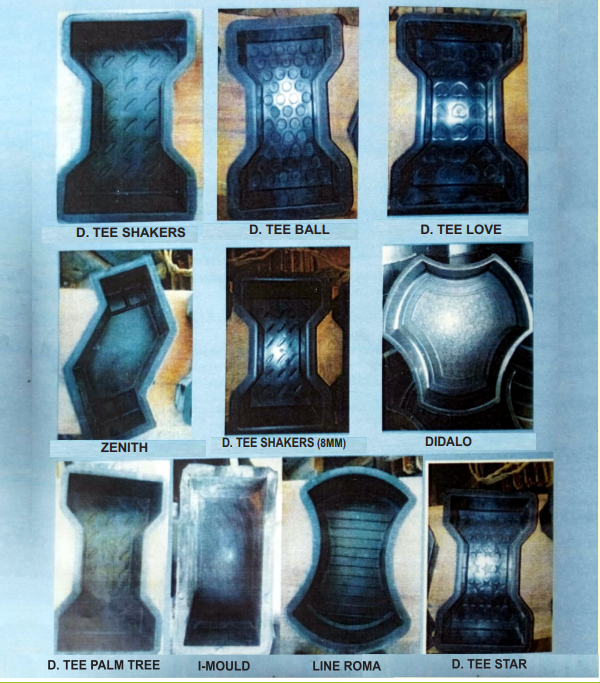 D. TEE SHAKERS
D. TEE BALL
D. TEE LOVE
ZENITH
D. TEE SHAKERS (8MM)
DIDALO
D. TEE PALM TREE
I-MOULD
LINE ROMA
D. TEE STAR